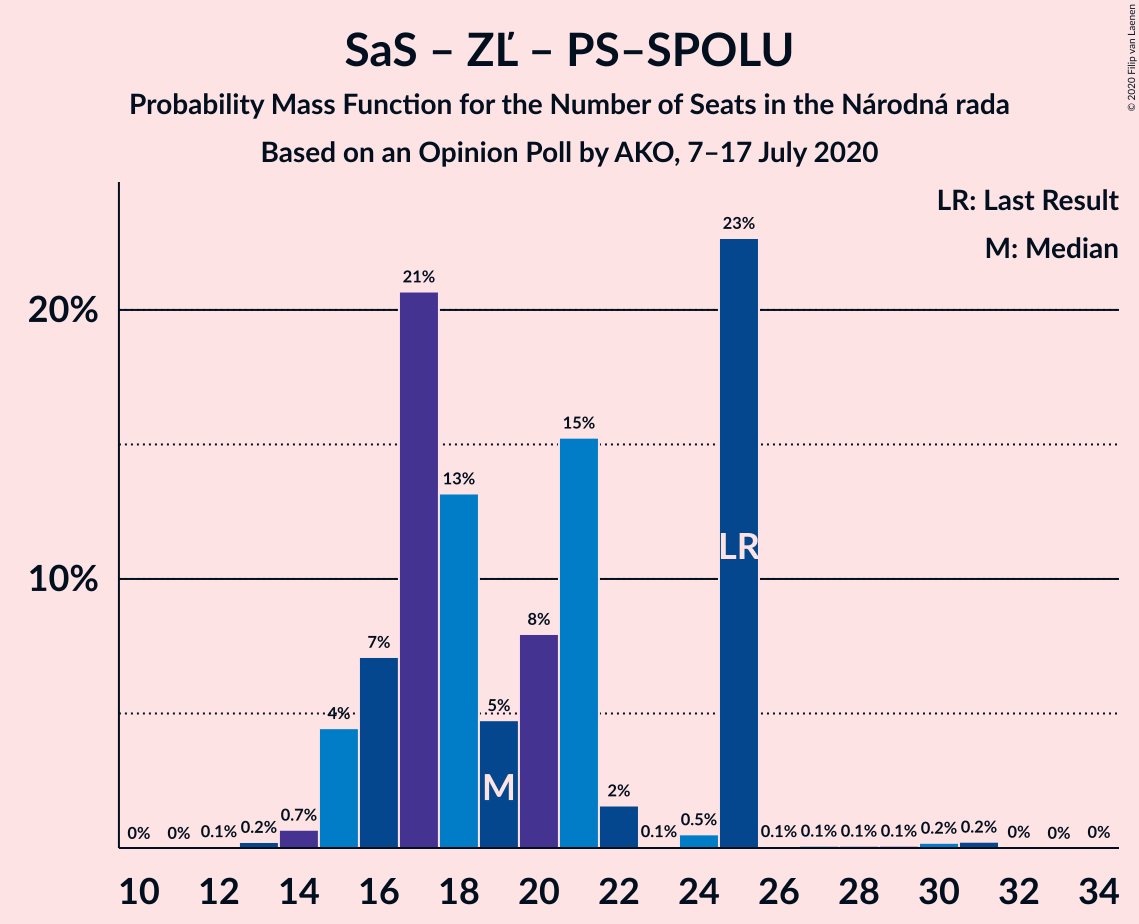 SaS – ZĽ – PS–SPOLU
Probability Mass Function for the Number of Seats in the Národná rada
Based on an Opinion Poll by AKO, 7–17 July 2020
© 2020 Filip van Laenen
LR: Last Result
M: Median
20%
10%
0% 0% 0.1% 0.2% 0.7% 4% 7% 21% 13% 5% 8% 15% 2% 0.1% 0.5% 23% 0.1% 0.1% 0.1% 0.1% 0.2% 0.2% 0% 0% 0%
LR
M
10 12 14 16 18 20 22 24 26 28 30 32 34